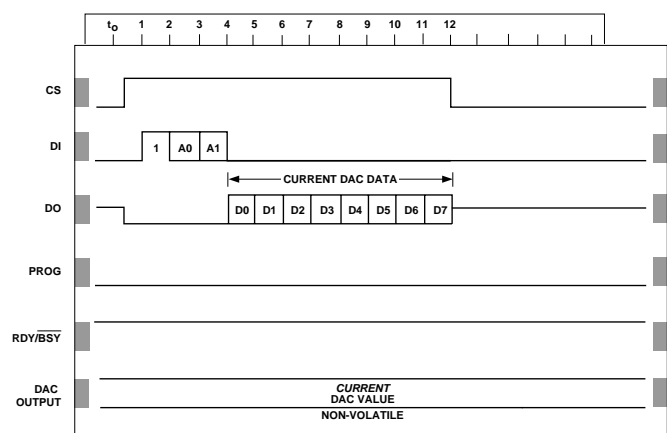 to 1 2 3 4 5 6 7 8 9 10 11 12
CS
DI 1 A0 A1
CURRENT DAC DATA
DO D0 D1 D2 D3 D4 D5 D6 D7
PROG
RDY/BSY
DAC
OUTPUT
CURRENT
DAC VALUE
NON-VOLATILE